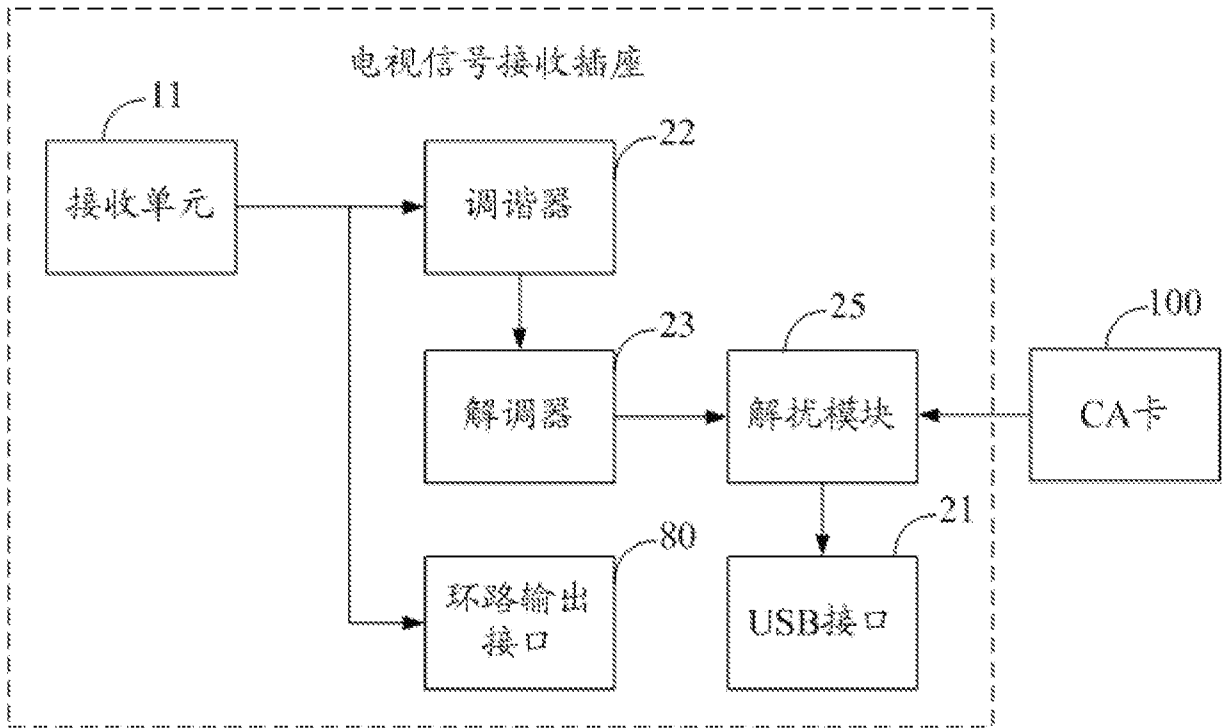 电视信号接收插座
11
接收单元
22
调谐器
23
解调器
25
解扰模块
100
CA卡
80
环路输出
接口
21
USB接口